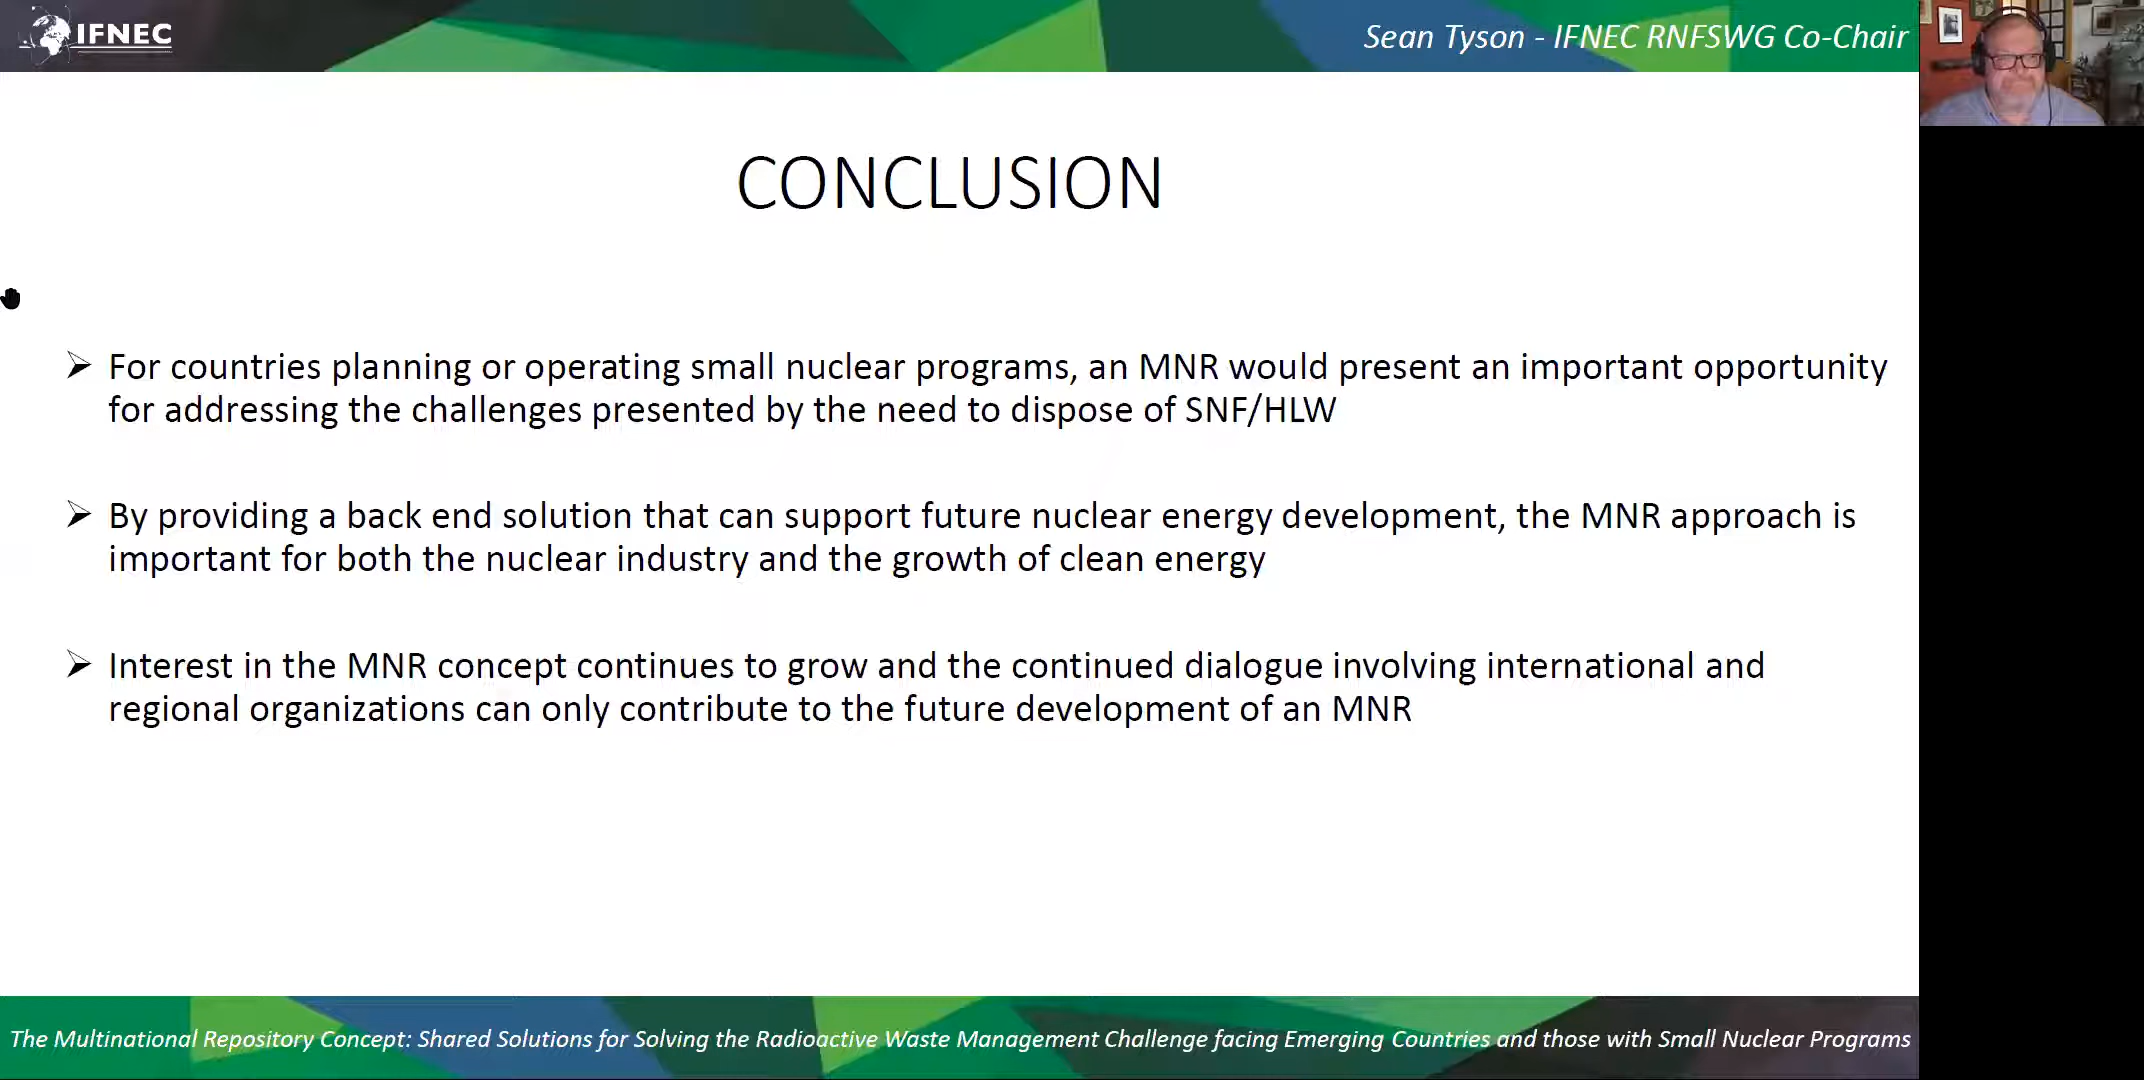 IFNEC
Sean Tyson - IFNEC RNFSWG Co-Chair
CONCLUSION
For countries planning or operating small nuclear programs, an MNR would present an important opportunity
for addressing the challenges presented by the need to dispose of SNF/HLW
By providing a back end solution that can support future nuclear energy development, the MNR approach is
important for both the nuclear industry and the growth of clean energy
Interest in the MNR concept continues to grow and the continued dialogue involving international and
regional organizations can only contribute to the future development of an MNR
The Multinational Repository Concept: Shared Solutions for Solving the Radioactive Waste Management Challenge facing Emerging Countries and those with Small Nuclear Programs